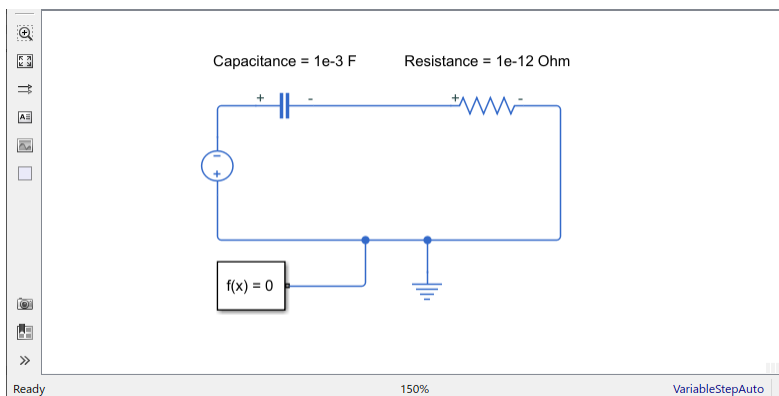 Capacitance = 1e-3 F
Resistance = 1e-12 Ohm
+ - + -
-
+
f(x) = 0
Ready 150% VariableStepAuto